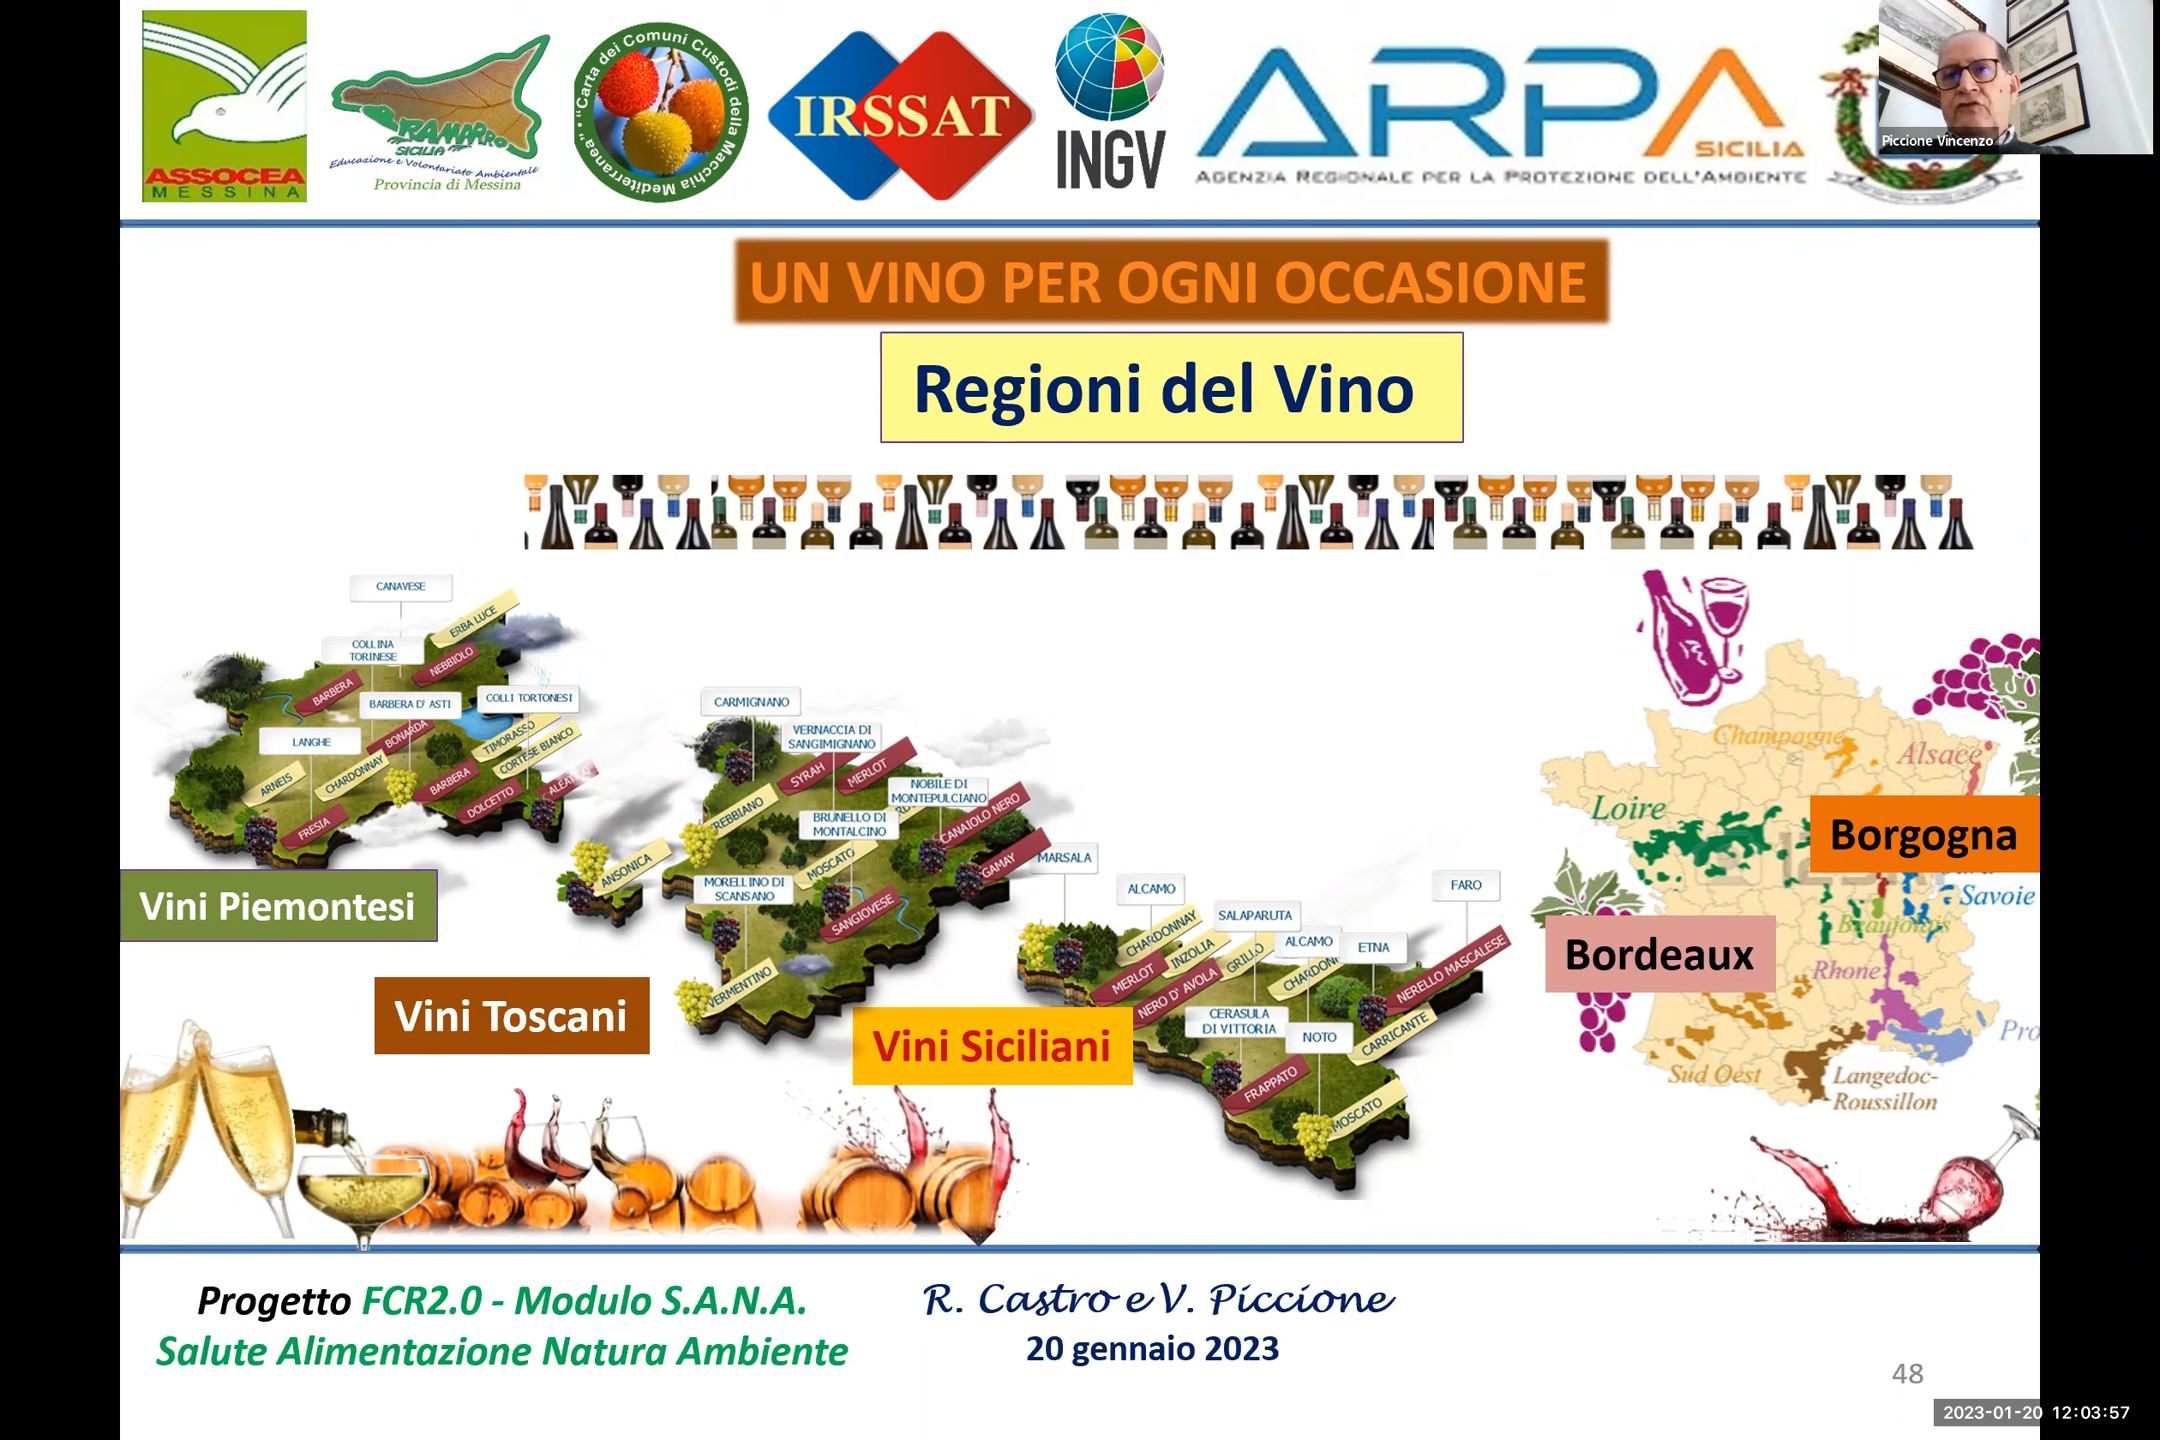 ASSOCEA
MESSINA
RAMARRO
SICILIA
Educazione e Volontariato Ambientale
Provincia di Messina
"Carta dei Comuni Custodi della Macchia Mediterranea"
IRSSAT
INGV
ARPA
SICILIA
AGENZIA REGIONALE PER LA PROTEZIONE DELL'AMBIENTE
Piccione Vincenzo
UN VINO PER OGNI OCCASIONE
Regioni del Vino
CANAVESE
ERBA LUCE
COLLINA
TORINESE
NEBBIOLO
BARBERA
BARBERA D' ASTI
COLLI TORTONESI
LANGHE
BONARDA
TIMORASSO
CORTESE BIANCO
ARNEIS
CHARDONNAY
BARBERA
DOLCETTO
FRESIA
Vini Piemontesi
CARMIGNANO
VERNACCIA DI
SANGIMIGNANO
SYRAH
MERLOT
NOBILE DI
MONTEPULCIANO
TREBBIANO
BRUNELLO DI
MONTALCINO
CANAIOLO NERO
ANSONICA
MOSCATO
GAMAY
MORELLINO DI
SCANSANO
SANGIOVESE
VERMENTINO
Vini Toscani
MARSALA
ALCAMO
SALAPARUTA
FARO
CHARDONNAY
INZOLIA
GRILLO
ALCAMO
ETNA
MERLOT
NERO D' AVOLA
CHARDONN
NERELLO MASCALESE
CERASULA
DI VITTORIA
NOTO
CARRICANTE
FRAPPATO
MOSCATO
Vini Siciliani
Champagne
Alsace
Loire
Borgogna
Savoie
Beaujolais
Bordeaux
Rhone
Pro
Sud Oest
Langedoc-
Roussillon
Progetto FCR2.0 - Modulo S.A.N.A.
Salute Alimentazione Natura Ambiente
R. Castro e V. Piccione
20 gennaio 2023
48
2023-01-20 12:03:57